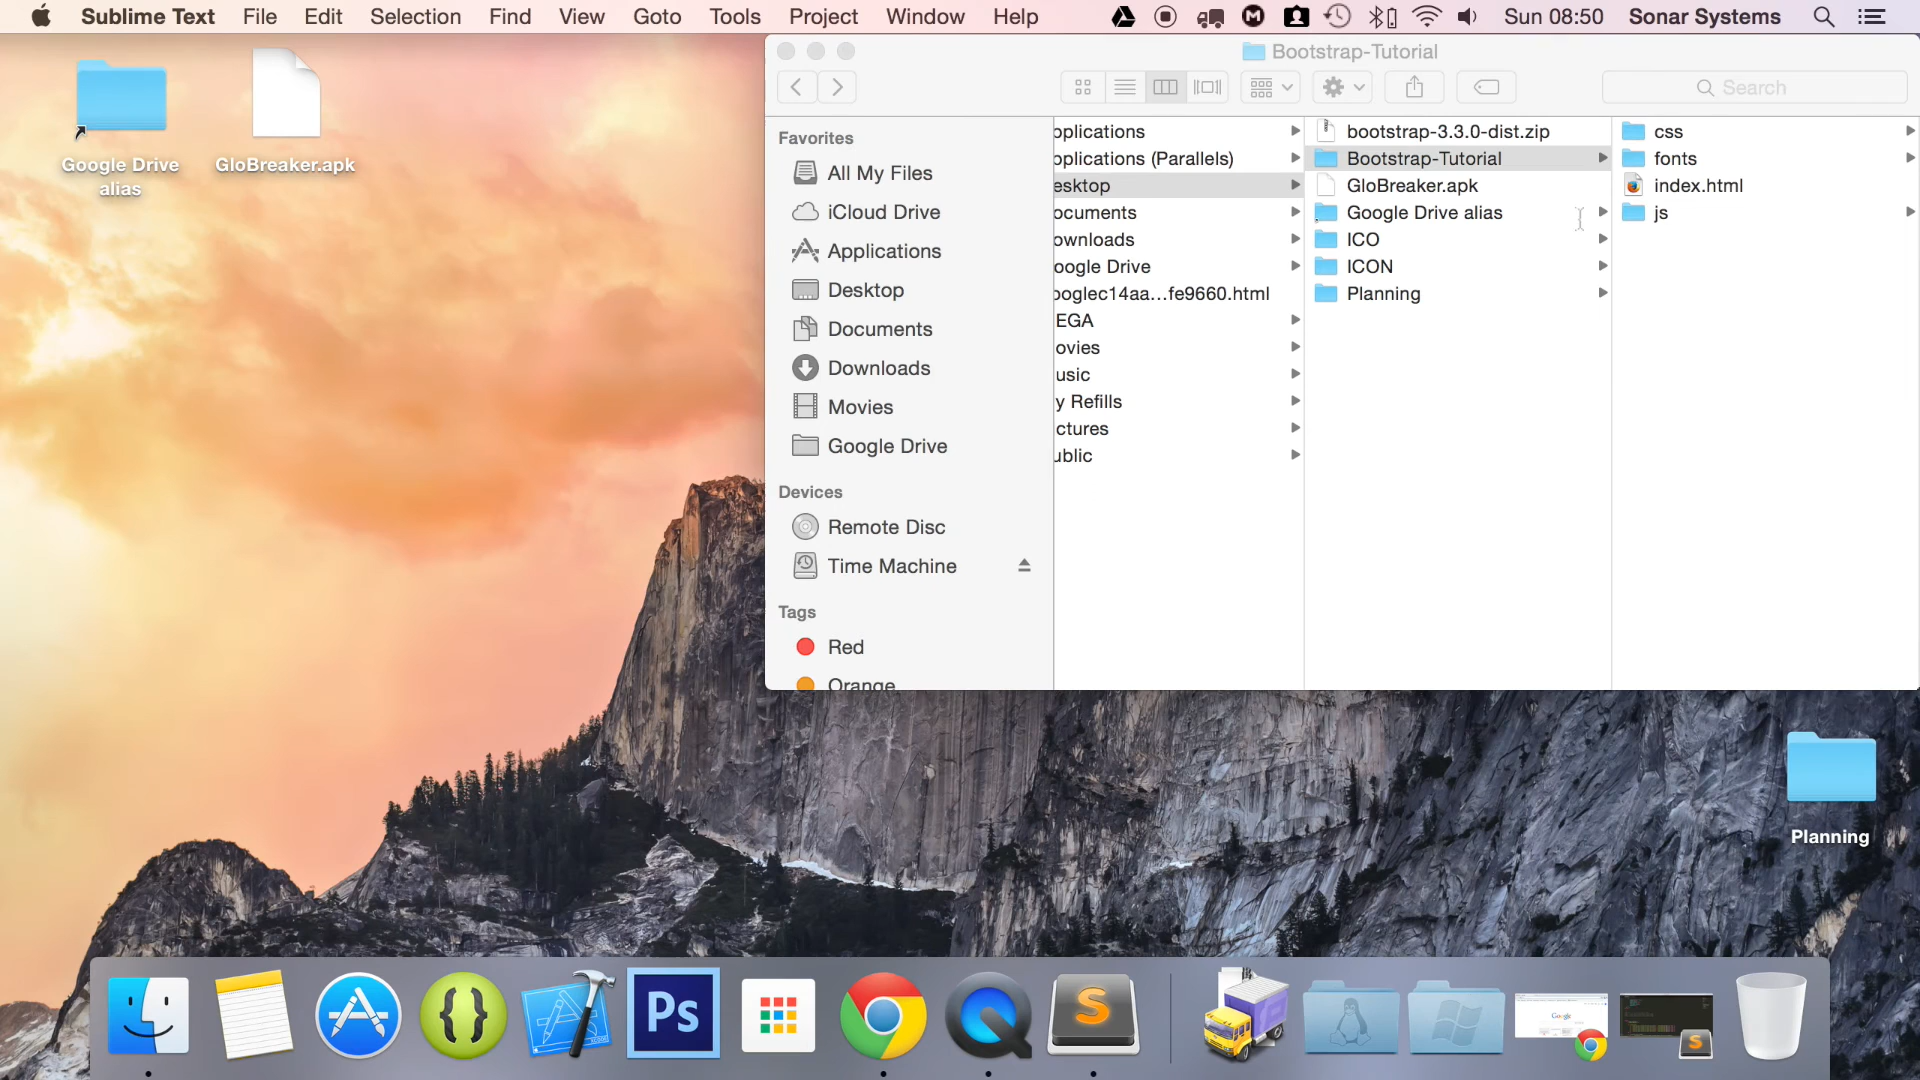 Sublime Text File Edit Selection Find View Goto Tools Project Window Help Sun 08:50 Sonar Systems
Google Drive
alias
GloBreaker.apk
Bootstrap-Tutorial
Search
Favorites
All My Files
iCloud Drive
Applications
Desktop
Documents
Downloads
Movies
Google Drive
Devices
Remote Disc
Time Machine
Tags
Red
Orange
pplications
pplications (Parallels)
esktop
ocuments
ownloads
oogle Drive
ooglec14aa...fe9660.html
EGA
ovies
usic
y Refills
ctures
ublic
bootstrap-3.3.0-dist.zip
Bootstrap-Tutorial
GloBreaker.apk
Google Drive alias
ICO
ICON
Planning
css
fonts
index.html
js
Planning
Ps
Google